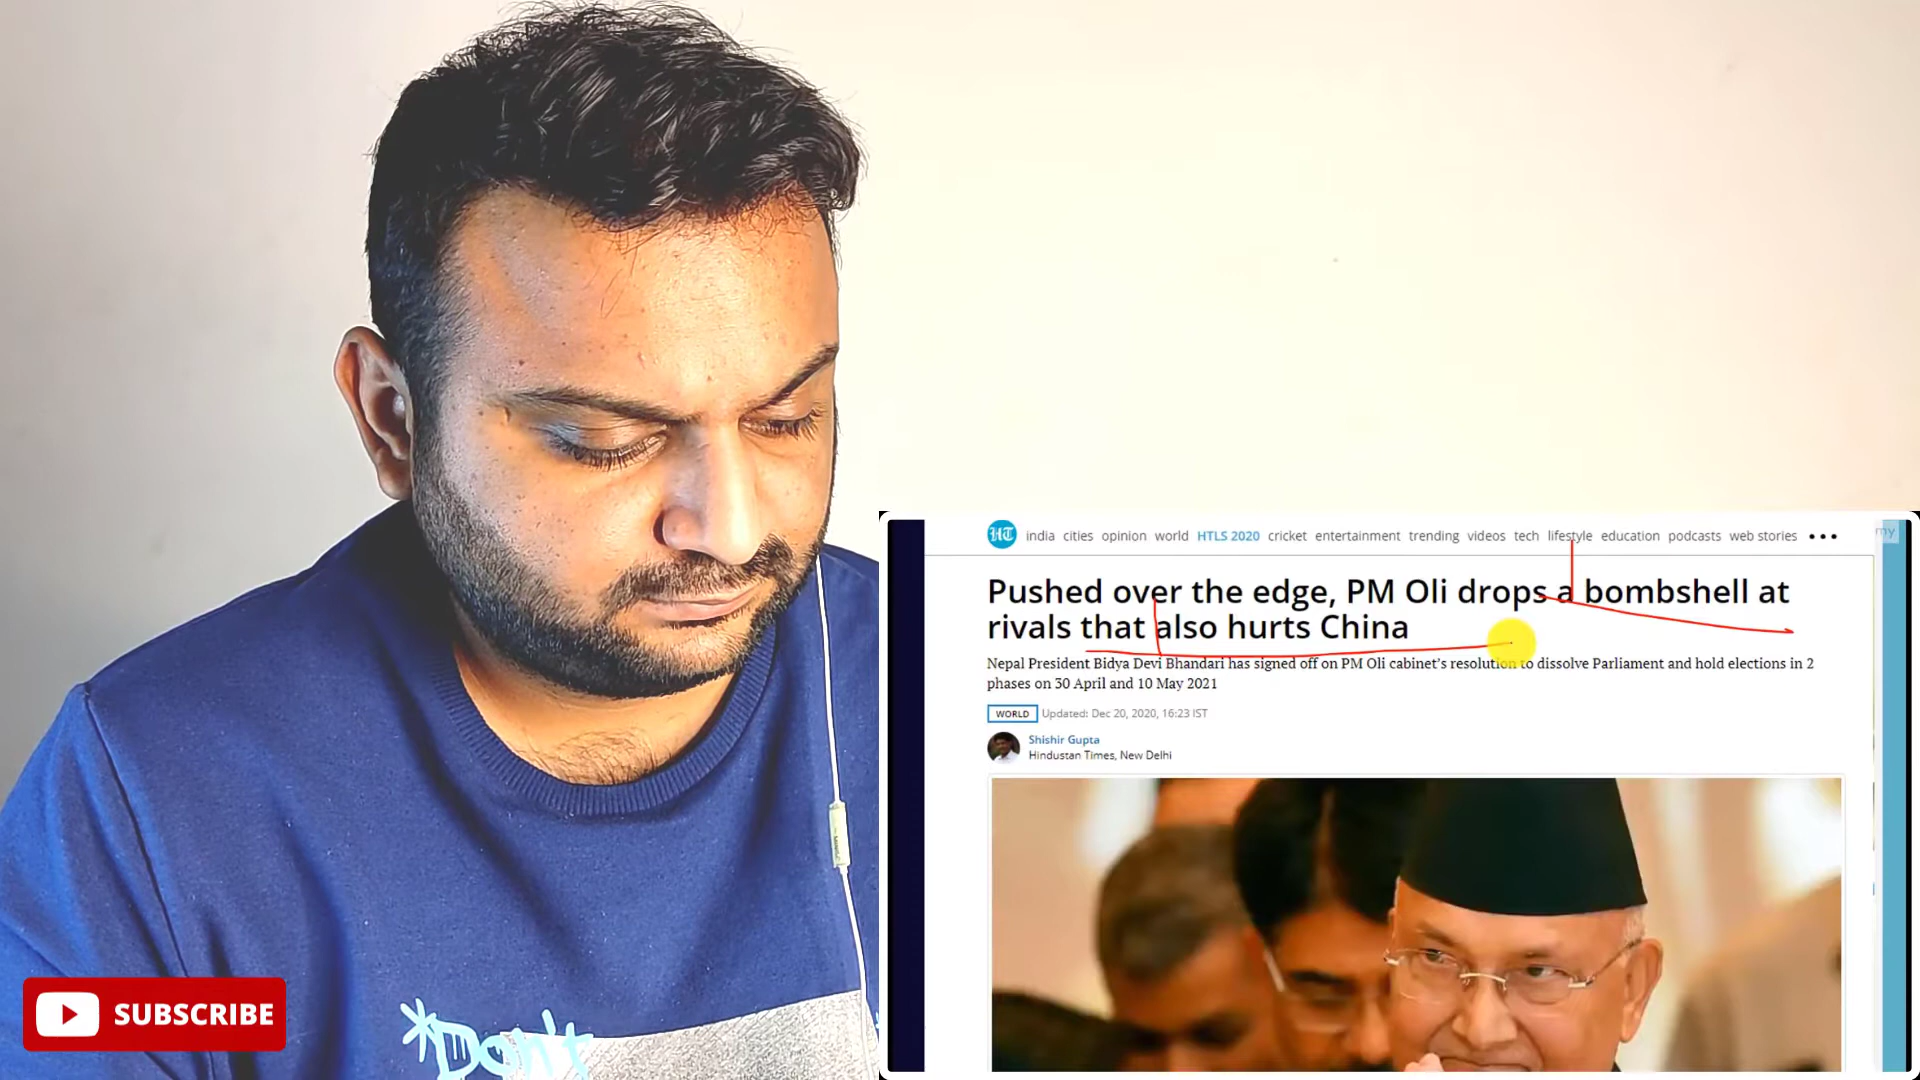 HT india cities opinion world HTLS 2020 cricket entertainment trending videos tech lifestyle education podcasts web stories •••
my
Pushed over the edge, PM Oli drops a bombshell at
rivals that also hurts China
Nepal President Bidya Devi Bhandari has signed off on PM Oli cabinet's resolution to dissolve Parliament and hold elections in 2
phases on 30 April and 10 May 2021
WORLD Updated: Dec 20, 2020, 16:23 IST
Shishir Gupta
Hindustan Times, New Delhi
SUBSCRIBE
*Don't